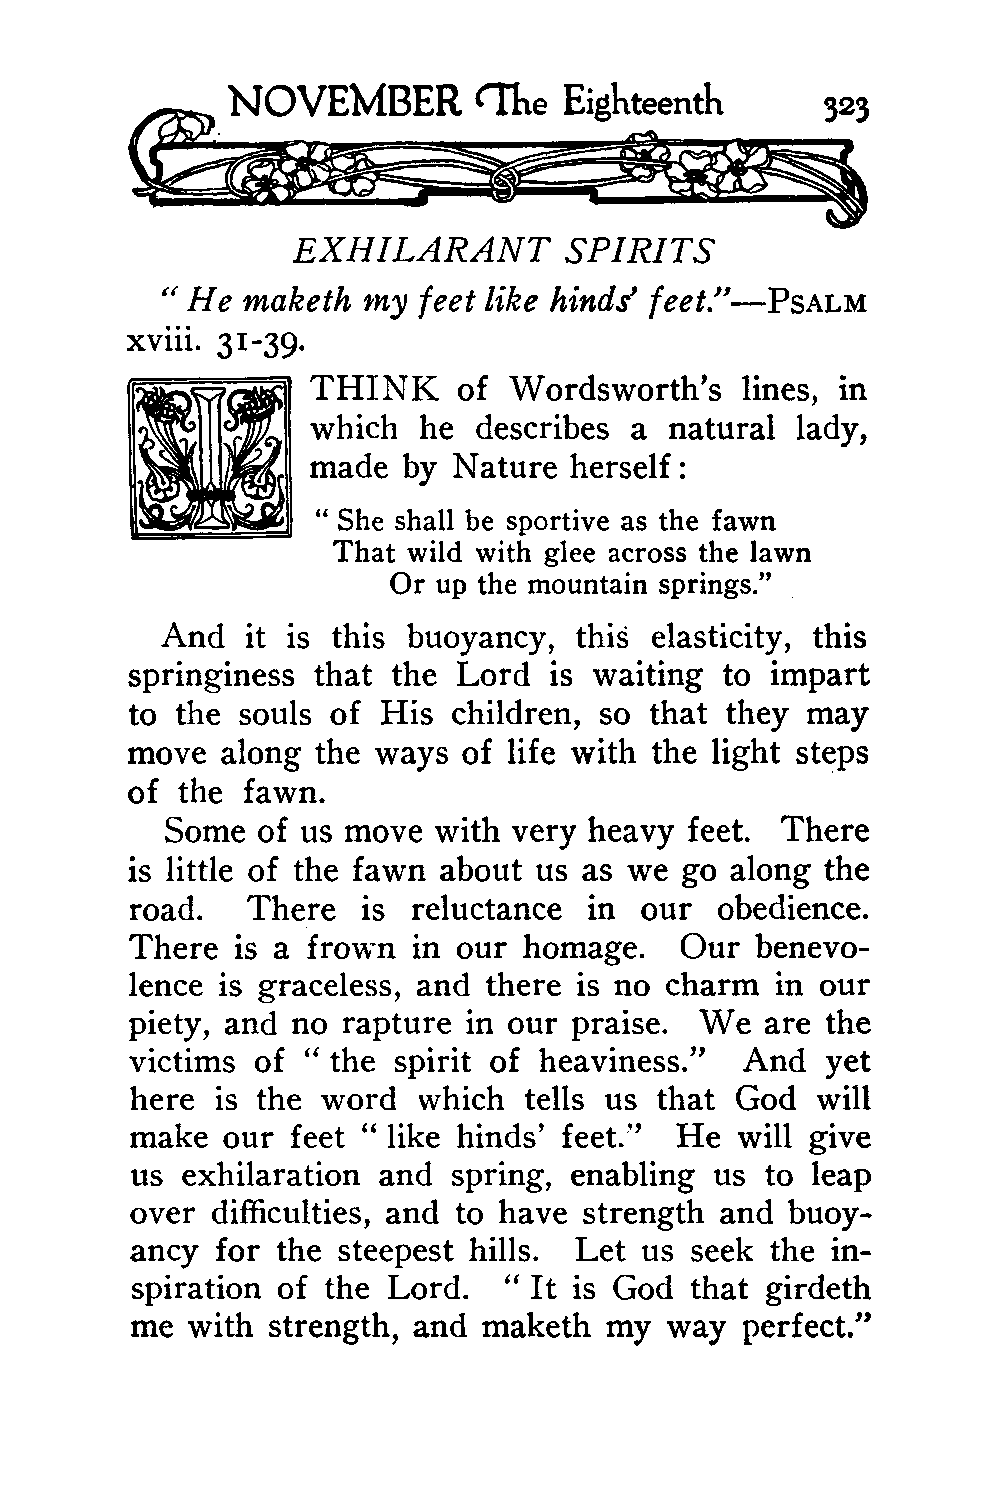 NOVEMBER The Eighteenth 323
EXHILARANT SPIRITS
“ He maketh my feet like hinds’ feet.”—PSALM
xviii. 31-39.
I THINK of Wordsworth’s lines, in
which he describes a natural lady,
made by Nature herself :
“ She shall be sportive as the fawn
That wild with glee across the lawn
Or up the mountain springs.”
And it is this buoyancy, this elasticity, this
springiness that the Lord is waiting to impart
to the souls of His children, so that they may
move along the ways of life with the light steps
of the fawn.
Some of us move with very heavy feet. There
is little of the fawn about us as we go along the
road. There is reluctance in our obedience.
There is a frown in our homage. Our benevo-
lence is graceless, and there is no charm in our
piety, and no rapture in our praise. We are the
victims of “ the spirit of heaviness.” And yet
here is the word which tells us that God will
make our feet “ like hinds’ feet.” He will give
us exhilaration and spring, enabling us to leap
over difficulties, and to have strength and buoy-
ancy for the steepest hills. Let us seek the in-
spiration of the Lord. “ It is God that girdeth
me with strength, and maketh my way perfect.”